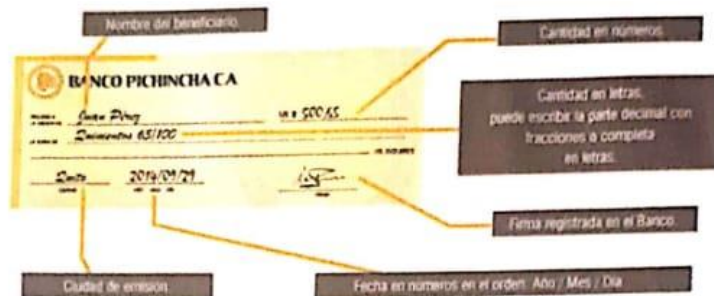 Nombre del beneficiario.
Cantidad en números.
BANCO PICHINCHA C A
Juan Pérez
US $ 500,65
Quinientos 65/100
Cantidad en letras,
puede escribir la parte decimal con
fracciones o completa
en letras.
Quito
2014/09/29
Firma registrada en el Banco.
Ciudad de emisión.
Fecha en números en el orden: Año / Mes / Día